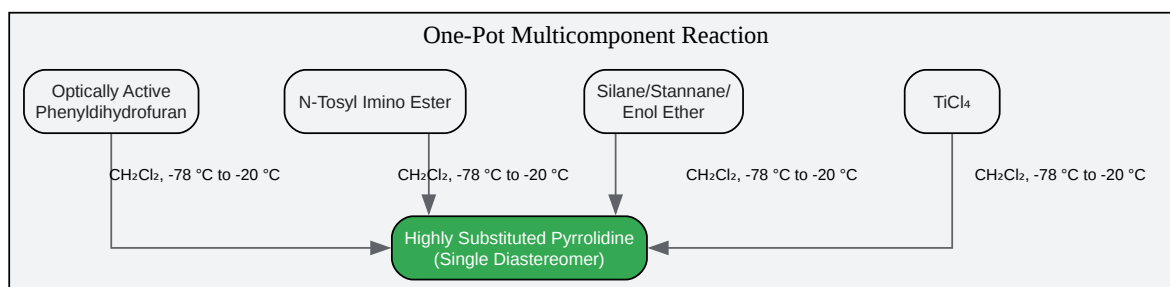 One-Pot Multicomponent Reaction
Optically Active
Phenyldihydrofuran
N-Tosyl Imino Ester
Silane/Stannane/
Enol Ether
TiCl₄
CH₂Cl₂, -78 °C to -20 °C
CH₂Cl₂, -78 °C to -20 °C
CH₂Cl₂, -78 °C to -20 °C
CH₂Cl₂, -78 °C to -20 °C
Highly Substituted Pyrrolidine
(Single Diastereomer)